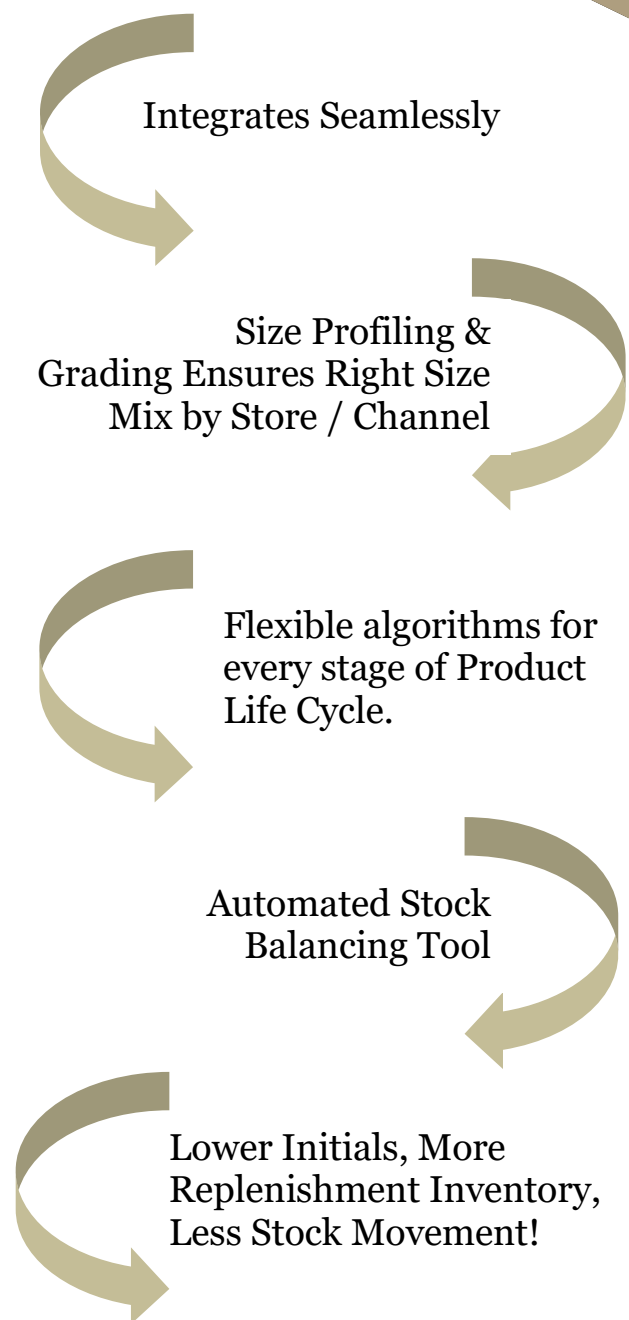 Integrates Seamlessly
Size Profiling &
Grading Ensures Right Size
Mix by Store / Channel
Flexible algorithms for
every stage of Product
Life Cycle.
Automated Stock
Balancing Tool
Lower Initials, More
Replenishment Inventory,
Less Stock Movement!